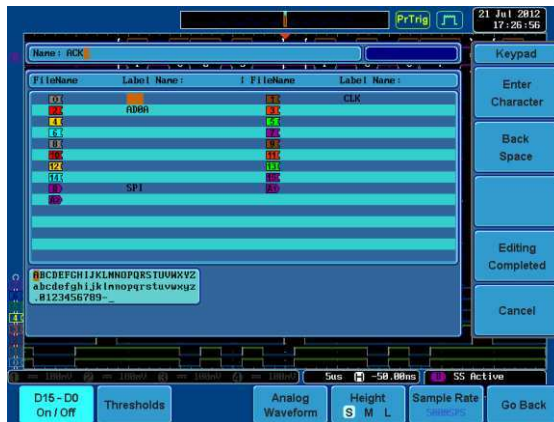 PrTrig
21 Jul 2012
17:26:56
Name: ACK
Keypad
FileName Label Name: FileName Label Name:
Enter
Character
CLK
AD0A
Back
Space
SPI
Editing
Completed
ABCDEFGHIJKLMNOPQRSTUVWXYZ
abcdefghijklmnopqrstuvwxyz
.0123456789-_
Cancel
5us H -50.00ns SS Active
D15 - D0
On / Off
Thresholds
Analog
Waveform
Height
S M L
Sample Rate
Go Back